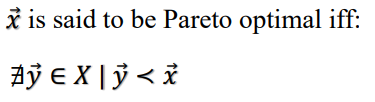 x⃗ is said to be Pareto optimal iff:
∄y⃗ ∈ X | y⃗ ≺ x⃗